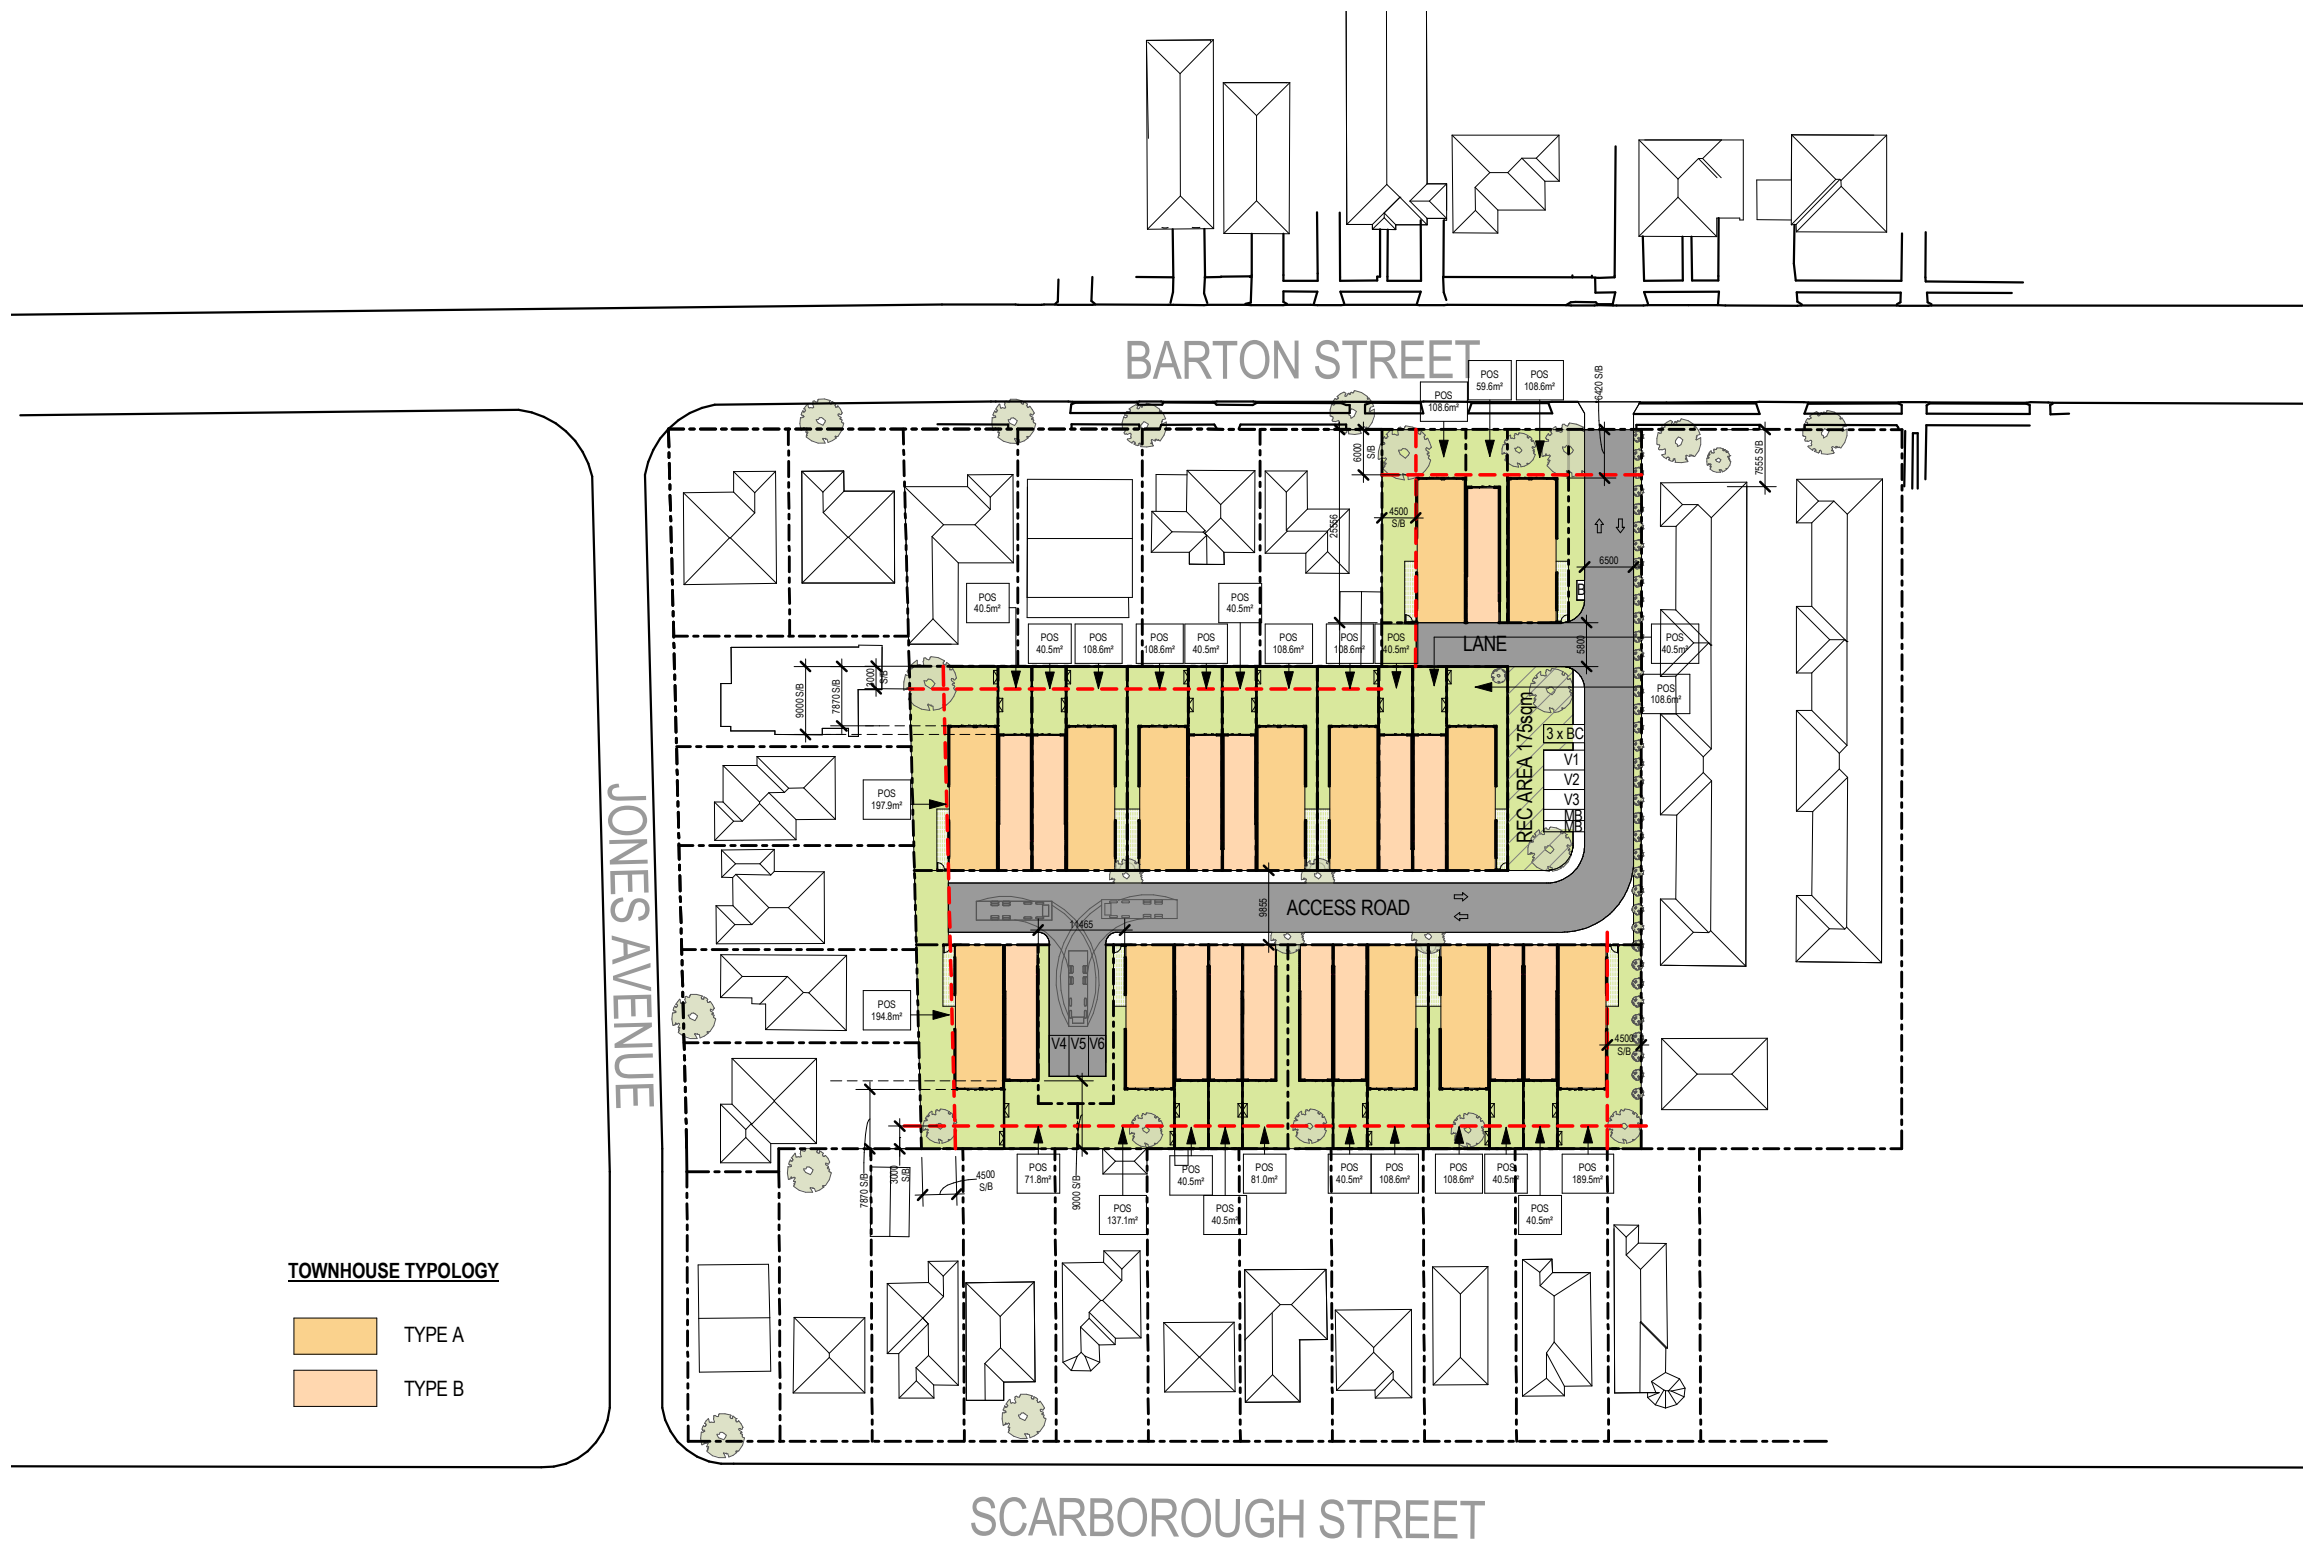 BARTON STREET
POS
59.6m²
POS
108.6m²
POS
108.6m²
6420 S/B
6000
S/B
7555 S/B
4500
S/B
25556
6500
B
POS
40.5m²
POS
40.5m²
POS
40.5m²
POS
108.6m²
POS
108.6m²
POS
40.5m²
POS
108.6m²
POS
108.6m²
POS
40.5m²
LANE
5800
POS
40.5m²
POS
108.6m²
9000 S/B
7870 S/B
3000
S/B
REC AREA 175sqm
3 x BC
V1
V2
V3
MB
MB
POS
197.9m²
JONES AVENUE
ACCESS ROAD
9855
11465
POS
194.8m²
V4
V5
V6
4500
S/B
7870 S/B
3000
S/B
4500
S/B
9000 S/B
POS
71.8m²
POS
137.1m²
POS
40.5m²
POS
40.5m²
POS
81.0m²
POS
40.5m²
POS
108.6m²
POS
108.6m²
POS
40.5m²
POS
40.5m²
POS
189.5m²
TOWNHOUSE TYPOLOGY
TYPE A
TYPE B
SCARBOROUGH STREET